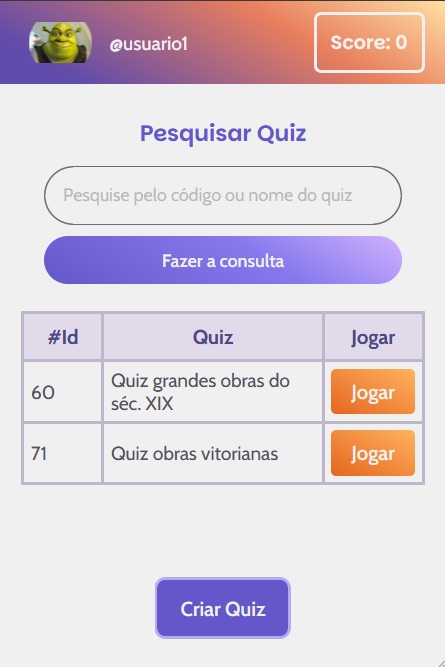 @usuario1
Score: 0
Pesquisar Quiz
Pesquise pelo código ou nome do quiz
Fazer a consulta
#Id Quiz Jogar
60 Quiz grandes obras do
séc. XIX Jogar
71 Quiz obras vitorianas Jogar
Criar Quiz